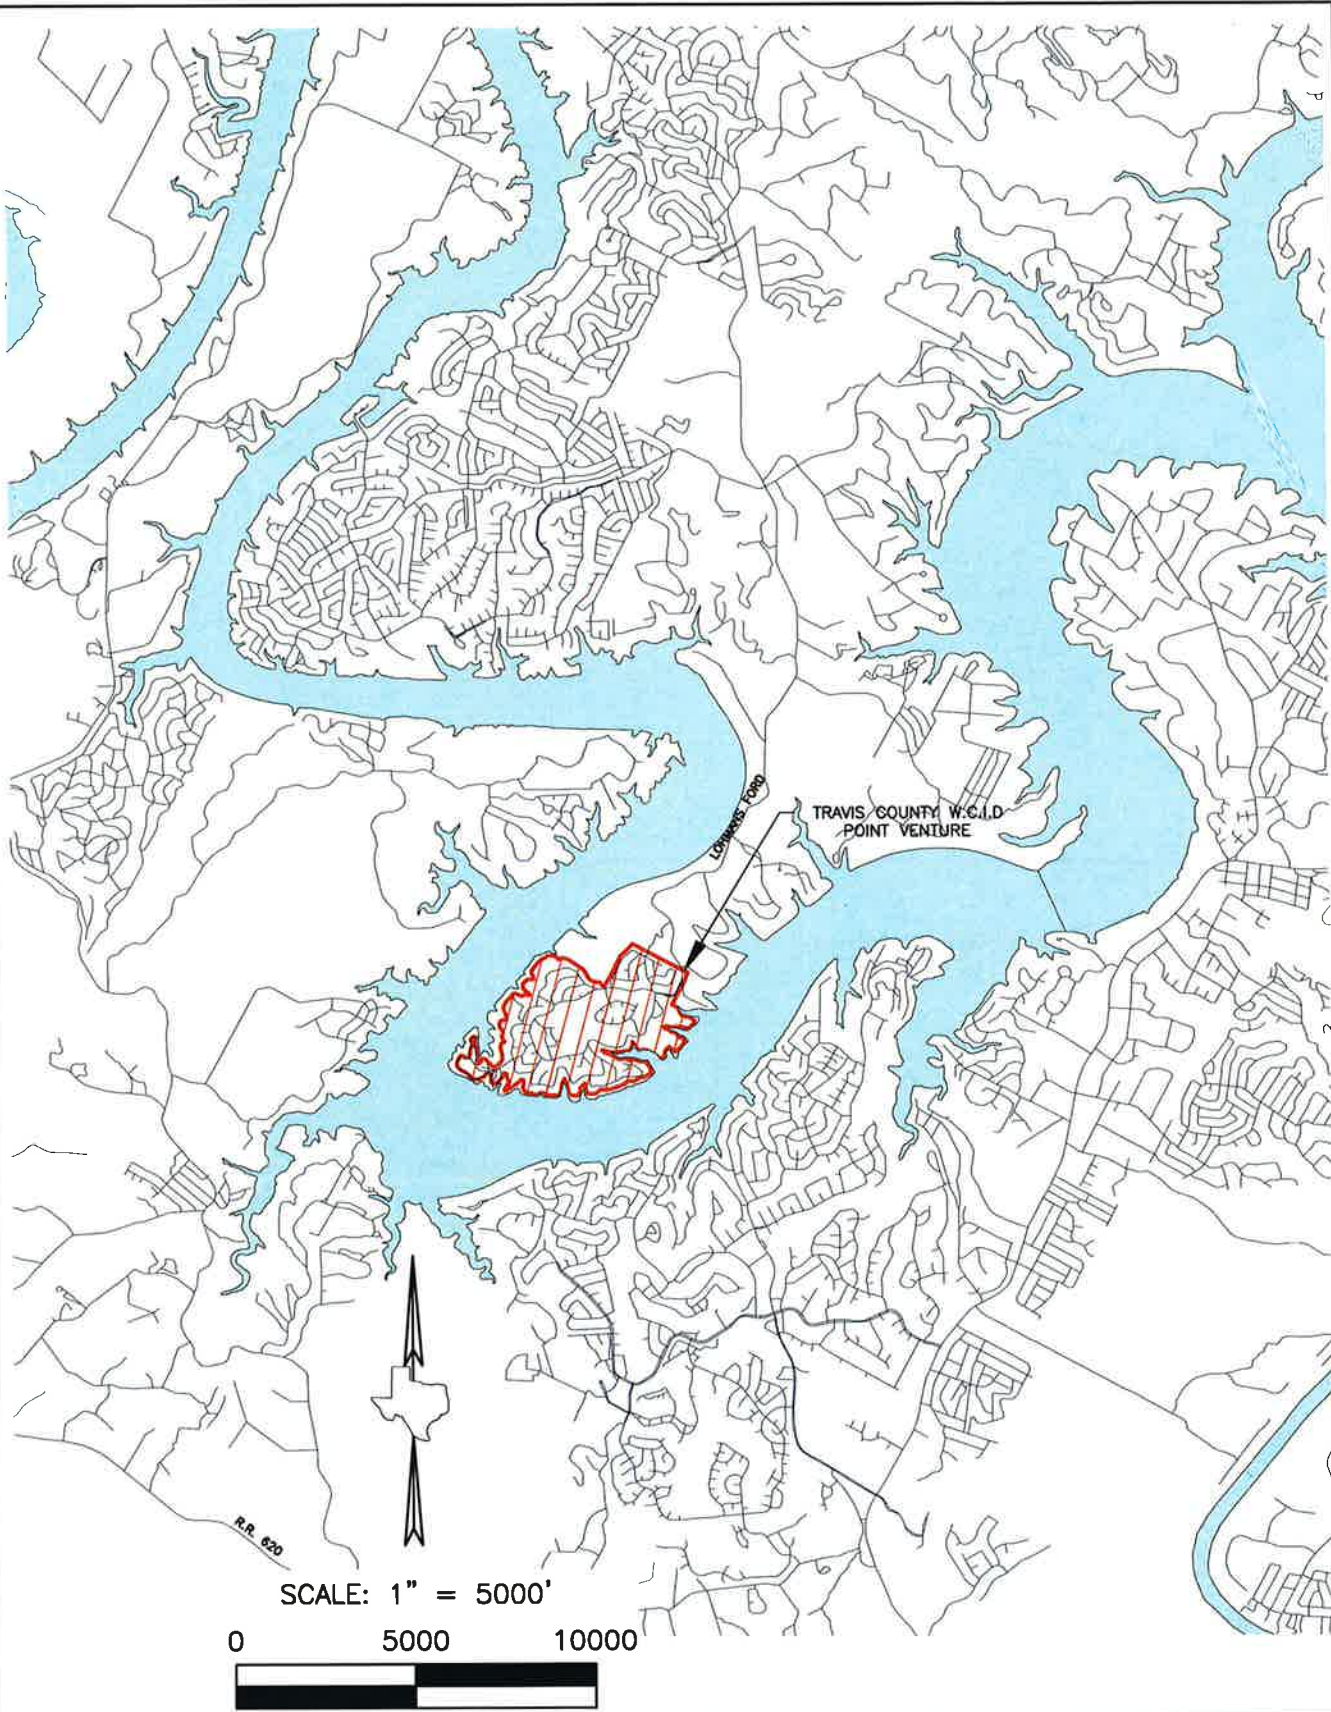 LOHMANS FORD
TRAVIS COUNTY W.C.I.D
POINT VENTURE
R.R. 620
SCALE: 1" = 5000'
0 5000 10000